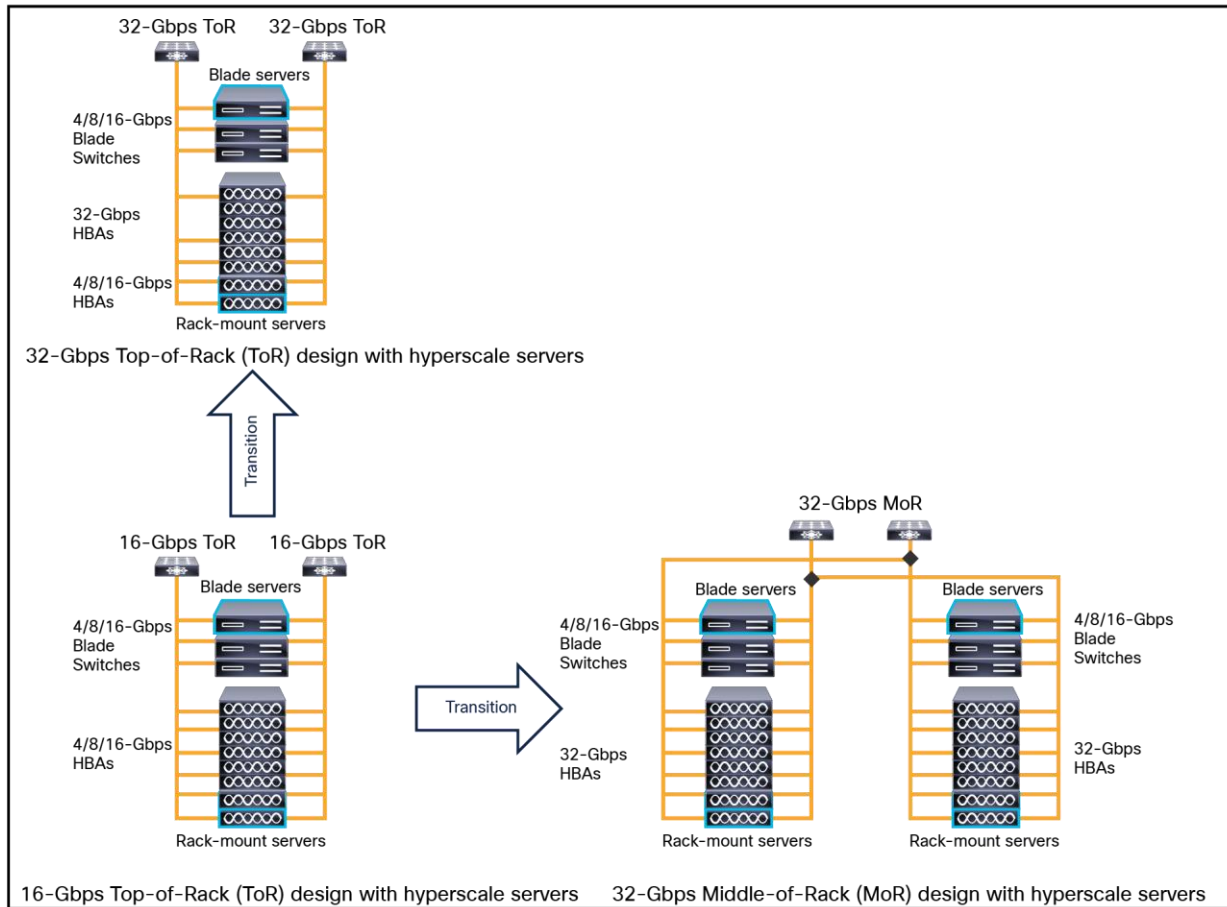 32-Gbps ToR
32-Gbps ToR
Blade servers
4/8/16-Gbps
Blade
Switches
32-Gbps
HBAs
4/8/16-Gbps
HBAs
Rack-mount servers
32-Gbps Top-of-Rack (ToR) design with hyperscale servers
Transition
16-Gbps ToR
16-Gbps ToR
Blade servers
4/8/16-Gbps
Blade
Switches
4/8/16-Gbps
HBAs
Rack-mount servers
16-Gbps Top-of-Rack (ToR) design with hyperscale servers
Transition
32-Gbps MoR
Blade servers
4/8/16-Gbps
Blade
Switches
32-Gbps
HBAs
Rack-mount servers
Blade servers
4/8/16-Gbps
Blade
Switches
32-Gbps
HBAs
Rack-mount servers
32-Gbps Middle-of-Rack (MoR) design with hyperscale servers